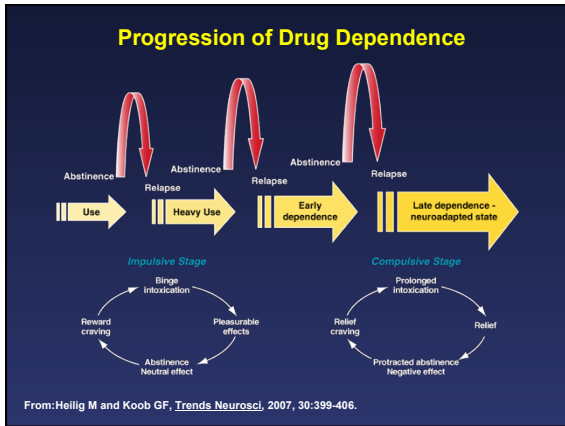 Progression of Drug Dependence
Abstinence
Relapse
Abstinence
Relapse
Abstinence
Relapse
Use
Heavy Use
Early
dependence
Late dependence -
neuroadapted state
Impulsive Stage
Binge
intoxication
Pleasurable
effects
Abstinence
Neutral effect
Reward
craving
Compulsive Stage
Prolonged
intoxication
Relief
Protracted abstinence
Negative effect
Relief
craving
From:Heilig M and Koob GF, Trends Neurosci, 2007, 30:399-406.